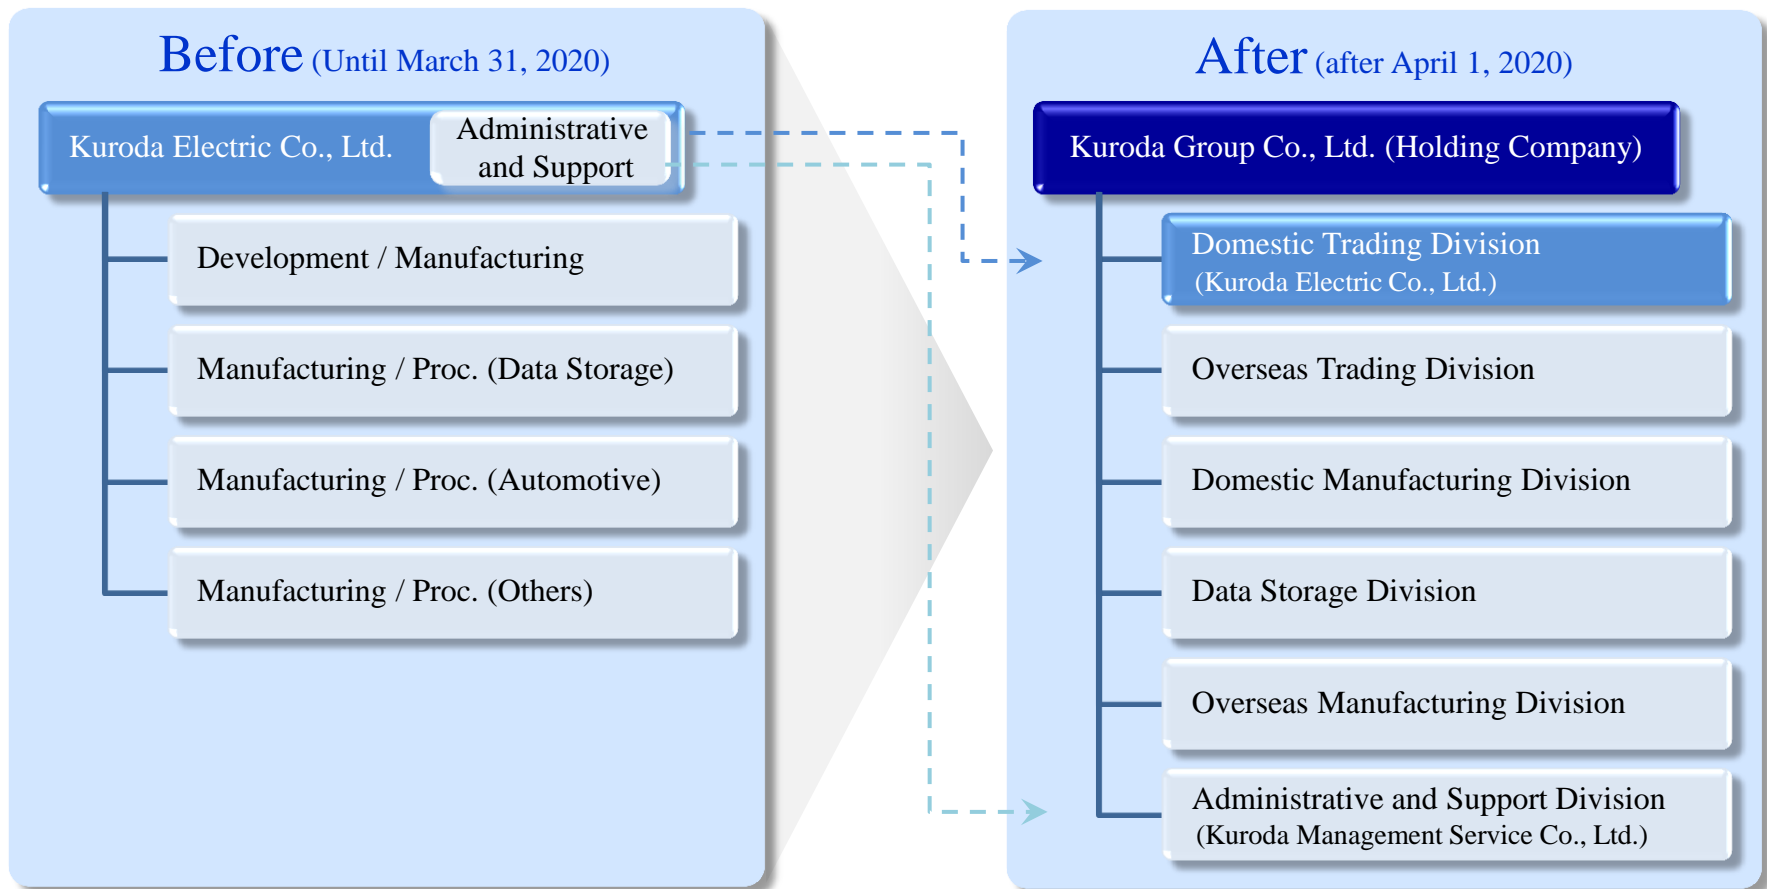 Before (Until March 31, 2020)
Kuroda Electric Co., Ltd.
Administrative
and Support
Development / Manufacturing
Manufacturing / Proc. (Data Storage)
Manufacturing / Proc. (Automotive)
Manufacturing / Proc. (Others)
After (after April 1, 2020)
Kuroda Group Co., Ltd. (Holding Company)
Domestic Trading Division
(Kuroda Electric Co., Ltd.)
Overseas Trading Division
Domestic Manufacturing Division
Data Storage Division
Overseas Manufacturing Division
Administrative and Support Division
(Kuroda Management Service Co., Ltd.)